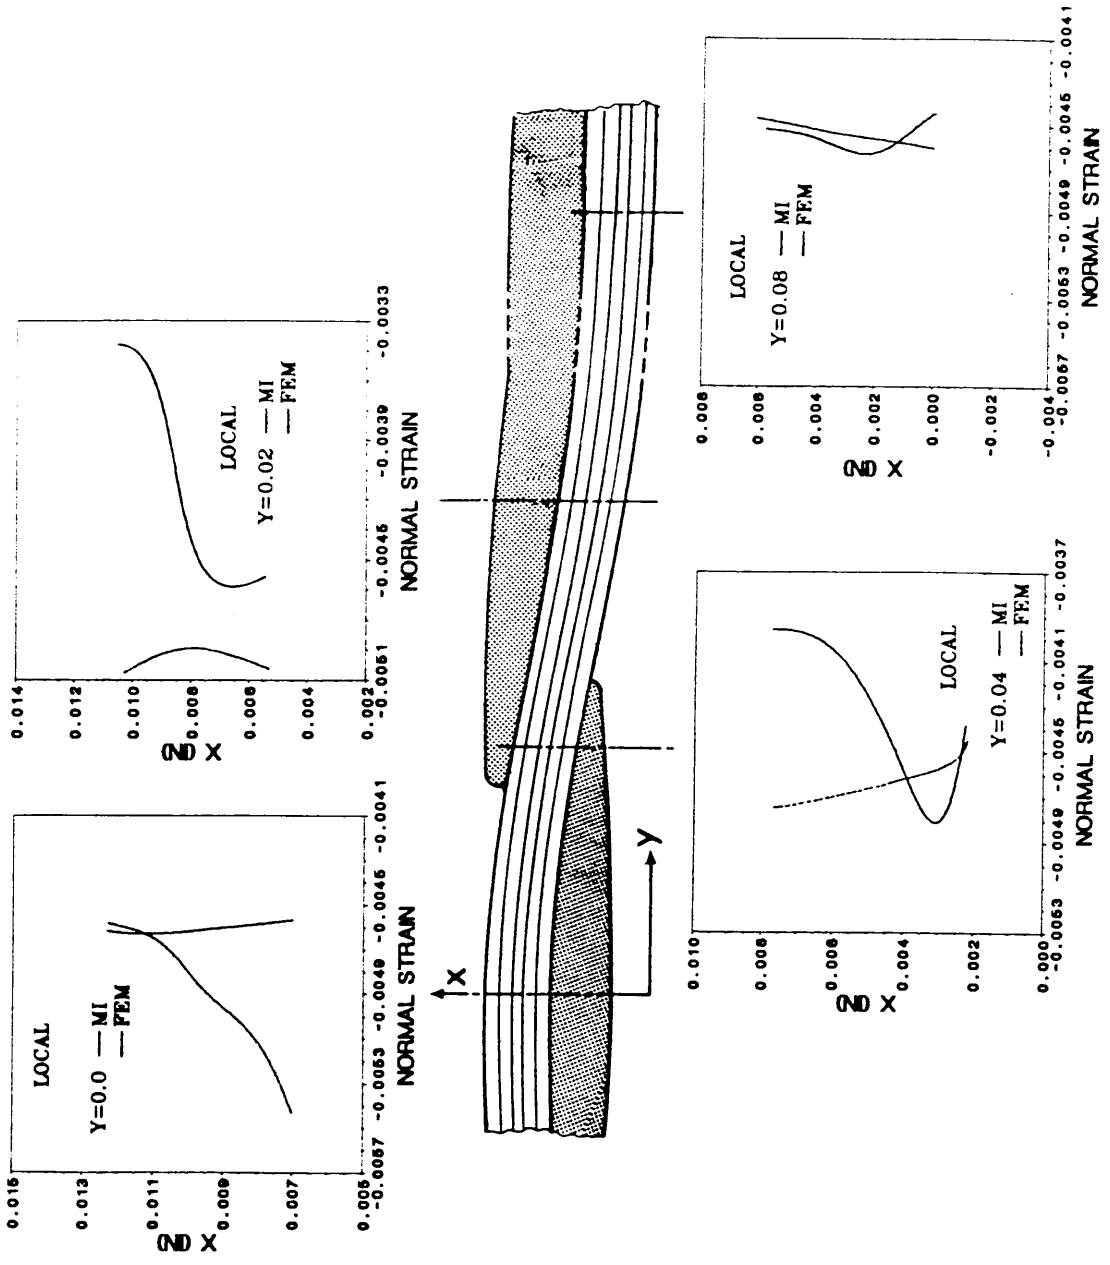 0.015
0.013
0.011
0.009
0.007
0.005
X (IN)
LOCAL
Y=0.0 — MI
— FEM
-0.0057 -0.0053 -0.0049 -0.0045 -0.0041
NORMAL STRAIN
0.014
0.012
0.010
0.008
0.006
0.004
0.002
X (IN)
LOCAL
Y=0.02 — MI
— FEM
-0.0051 -0.0045 -0.0039 -0.0033
NORMAL STRAIN
X
Y
0.010
0.008
0.006
0.004
0.002
0.000
X (IN)
LOCAL
Y=0.04 — MI
— FEM
-0.0053 -0.0049 -0.0045 -0.0041 -0.0037
NORMAL STRAIN
0.008
0.006
0.004
0.002
0.000
-0.002
-0.004
X (IN)
LOCAL
Y=0.08 — MI
— FEM
-0.0057 -0.0053 -0.0049 -0.0045 -0.0041
NORMAL STRAIN